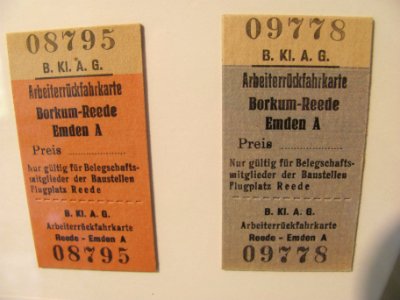 08795
B. Kl. A. G.
Arbeiterrückfahrkarte
Borkum-Reede
Emden A
Preis ....................
Nur gültig für Belegschafts-
mitglieder der Baustellen
Flugplatz Reede
B. Kl. A. G.
Arbeiterrückfahrkarte
Reede - Emden A
08795
09778
B. Kl. A. G.
Arbeiterrückfahrkarte
Borkum-Reede
Emden A
Preis ....................
Nur gültig für Belegschafts-
mitglieder der Baustellen
Flugplatz Reede
B. Kl. A. G.
Arbeiterrückfahrkarte
Reede - Emden A
09778